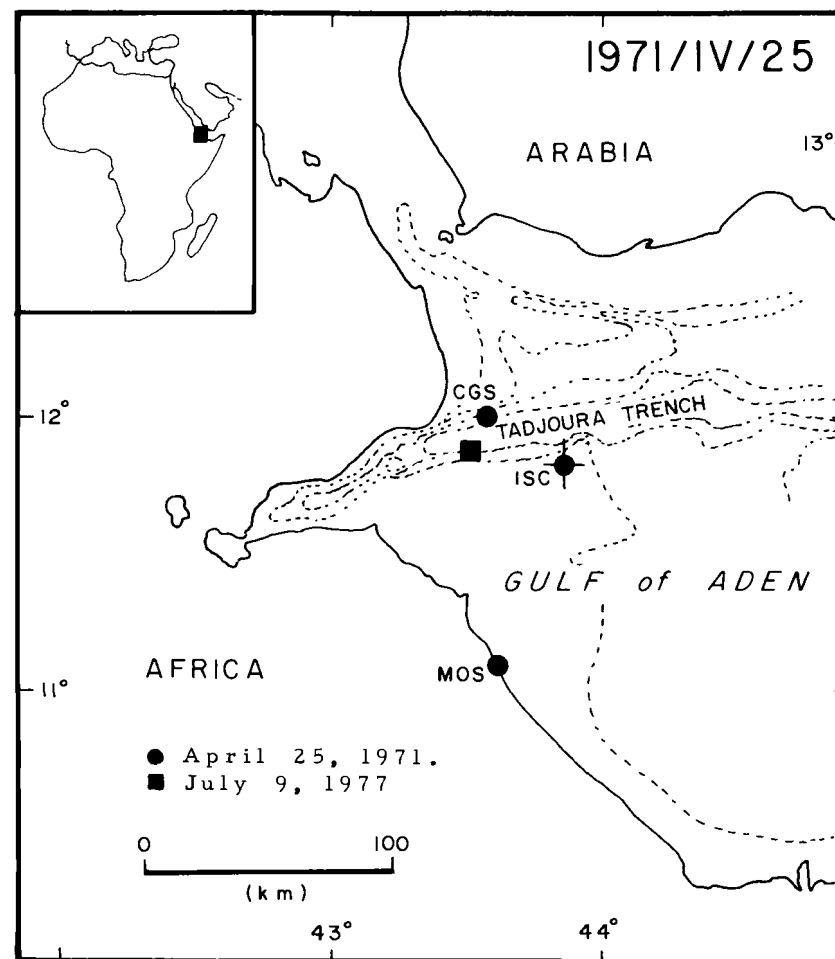 1971/IV/25
ARABIA
13°
CGS
12°
TADJOURA TRENCH
ISC
GULF of ADEN
AFRICA
MOS
11°
April 25, 1971.
July 9, 1977
0 100
(km)
43° 44°